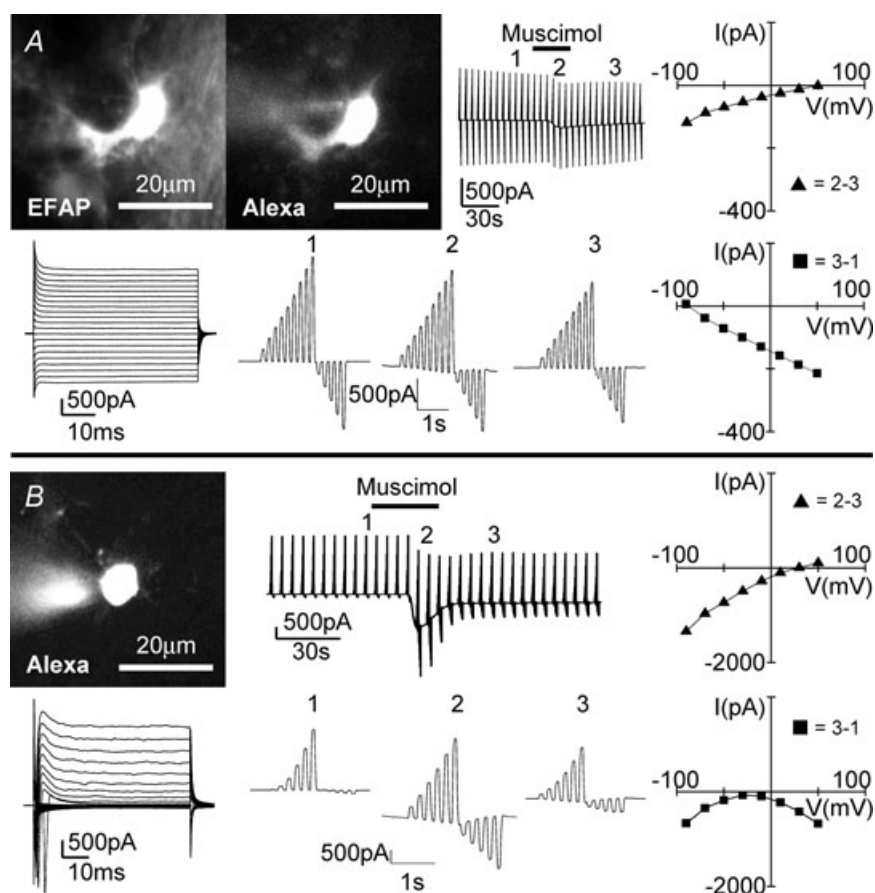 A
EFAP
20µm
Alexa
20µm
Muscimol
1 2 3
500pA
30s
I(pA)
-100 100
V(mV)
▲ = 2-3
-400
500pA
10ms
1 2 3
500pA
1s
I(pA)
■ = 3-1
-100 100
V(mV)
-400
B
Alexa
20µm
Muscimol
1 2 3
500pA
30s
I(pA)
▲ = 2-3
-100 100
V(mV)
-2000
500pA
10ms
1 2 3
500pA
1s
I(pA)
■ = 3-1
-100 100
V(mV)
-2000